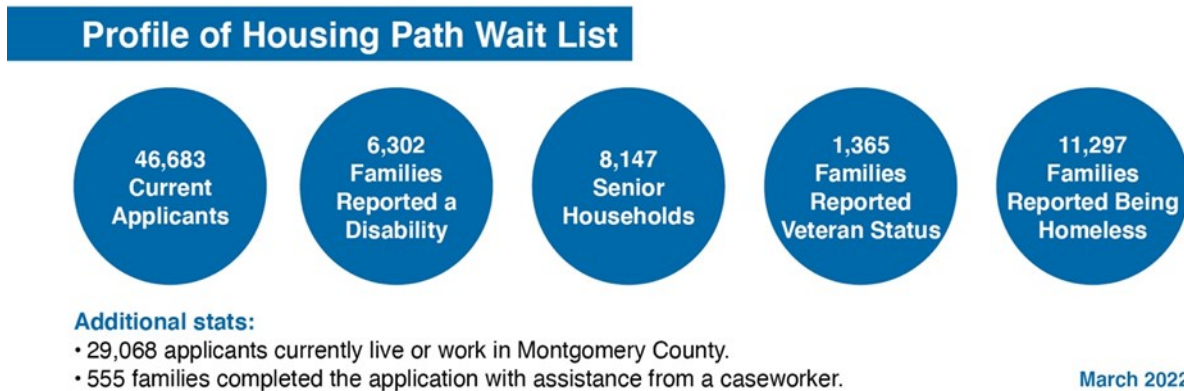 Profile of Housing Path Wait List
46,683
Current
Applicants
6,302
Families
Reported a
Disability
8,147
Senior
Households
1,365
Families
Reported
Veteran Status
11,297
Families
Reported Being
Homeless
Additional stats:
• 29,068 applicants currently live or work in Montgomery County.
• 555 families completed the application with assistance from a caseworker.
March 2022